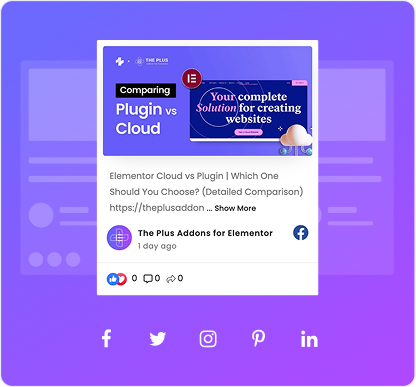 THE PLUS
Comparing
Plugin vs
Cloud
Your complete
Solution for creating
websites
Elementor Cloud vs Plugin | Which One
Should You Choose? (Detailed Comparison)
https://theplusaddon ... Show More
The Plus Addons for Elementor
1 day ago
0 0 0